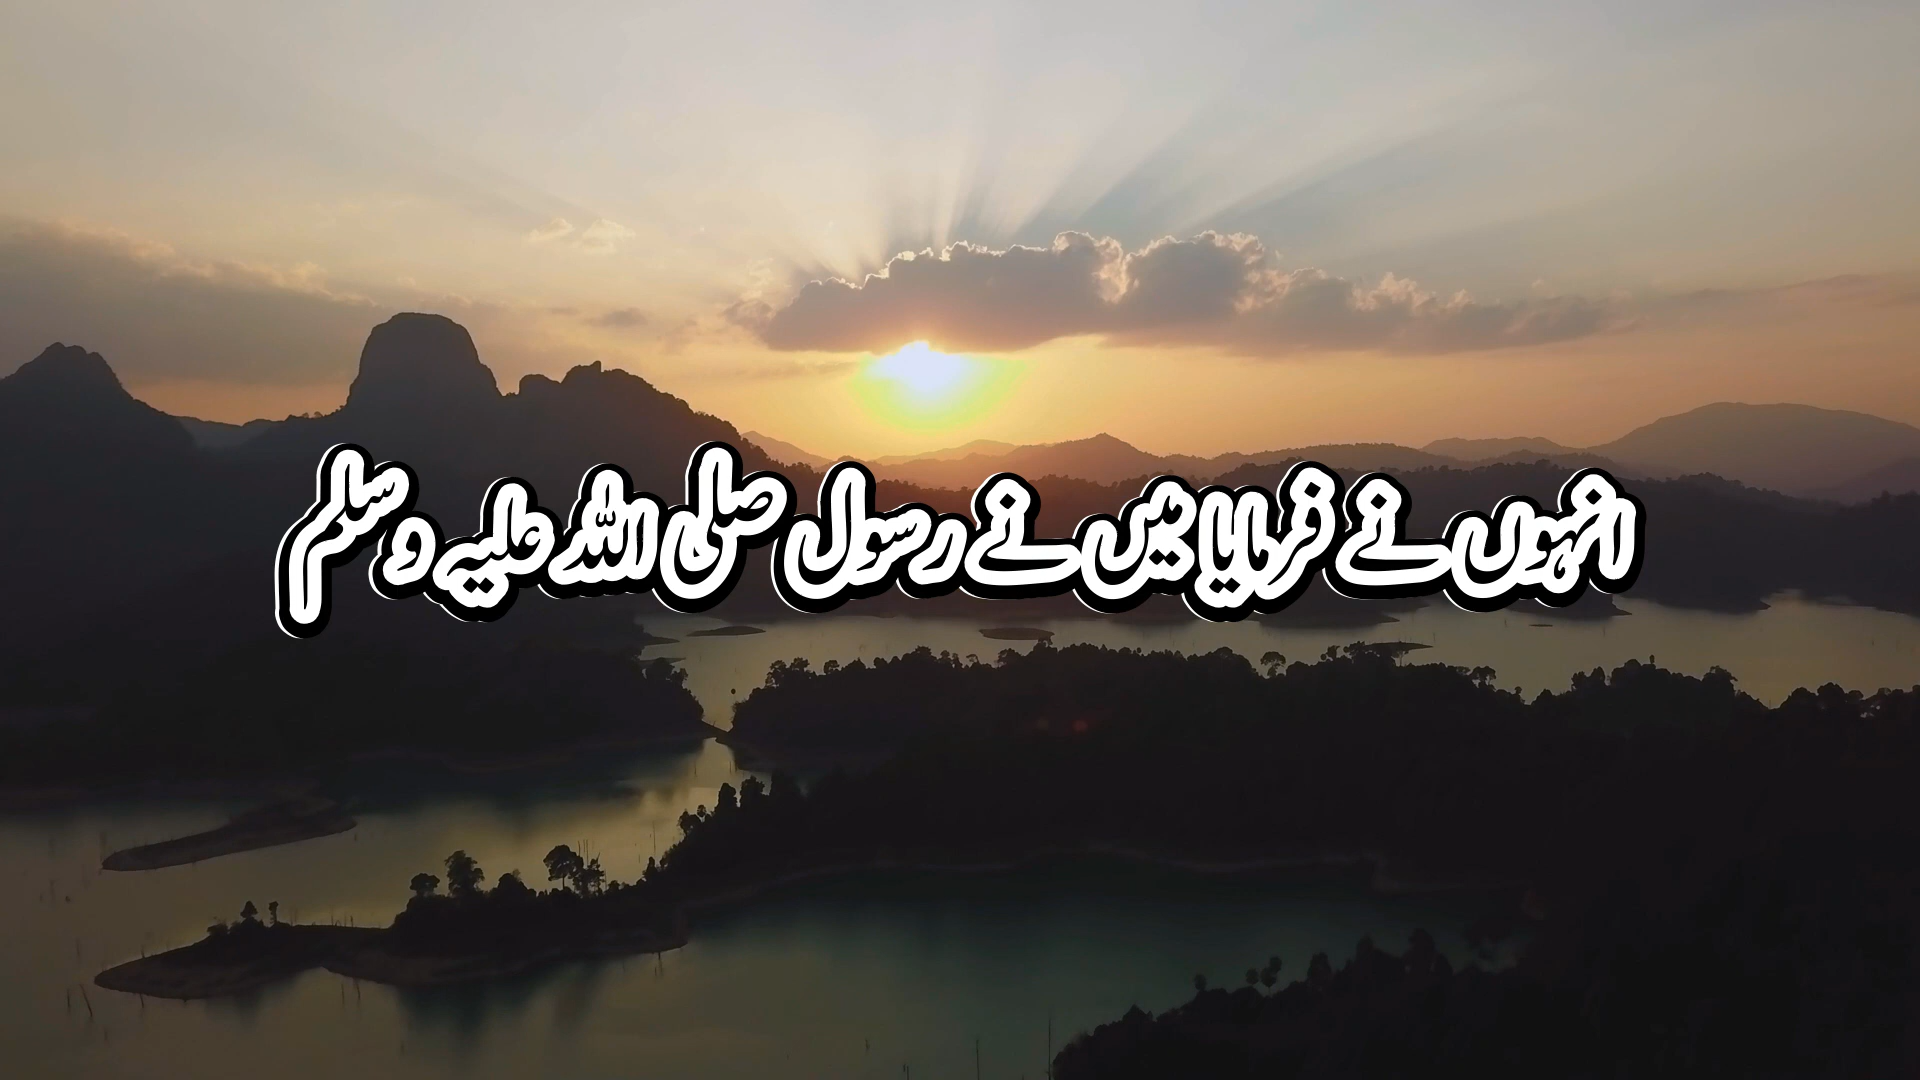 انہوں نے فرمایا میں نے رسول صلی اللہ علیہ وسلم